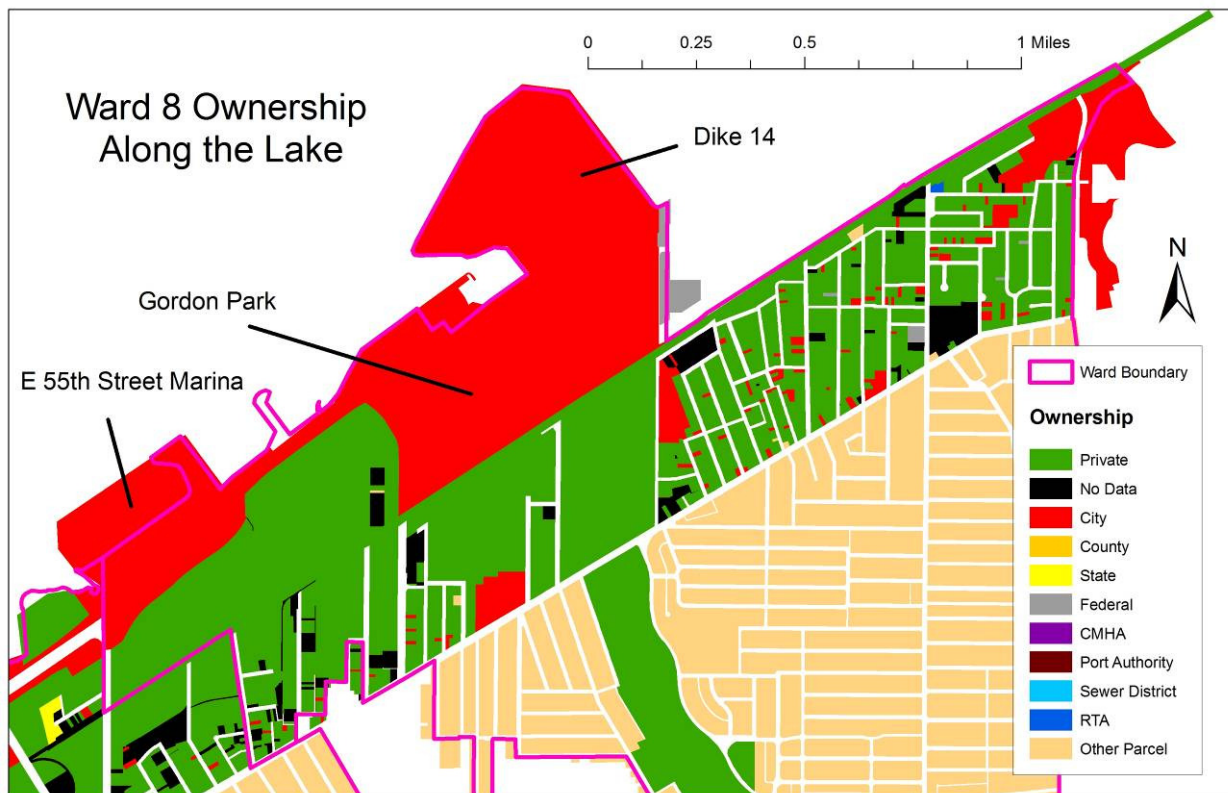 Ward 8 Ownership
Along the Lake
0 0.25 0.5 1 Miles
Dike 14
Gordon Park
E 55th Street Marina
N
Ward Boundary
Ownership
Private
No Data
City
County
State
Federal
CMHA
Port Authority
Sewer District
RTA
Other Parcel